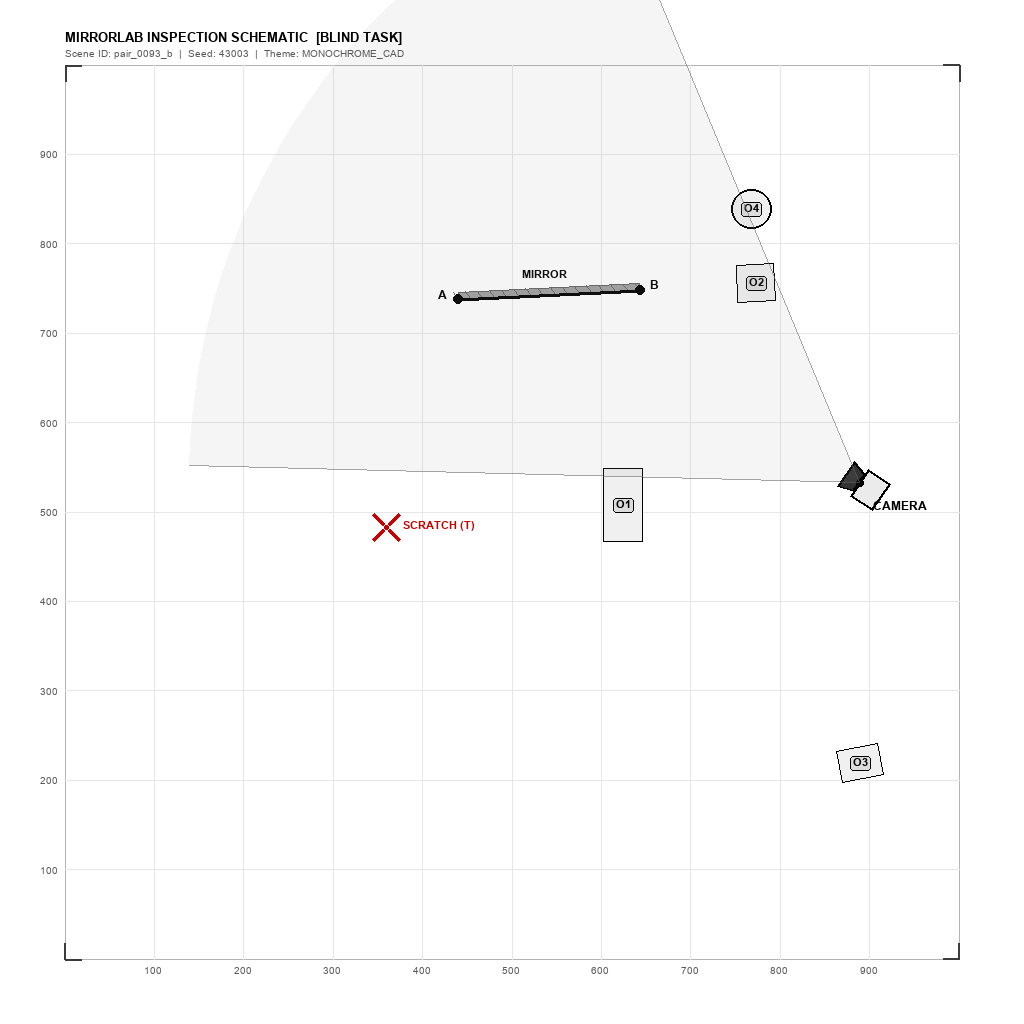 MIRRORLAB INSPECTION SCHEMATIC [BLIND TASK]
Scene ID: pair_0093_b | Seed: 43003 | Theme: MONOCHROME_CAD
900
O4
800
MIRROR
A
B
O2
700
600
500
O1
CAMERA
SCRATCH (T)
400
300
O3
200
100
100 200 300 400 500 600 700 800 900